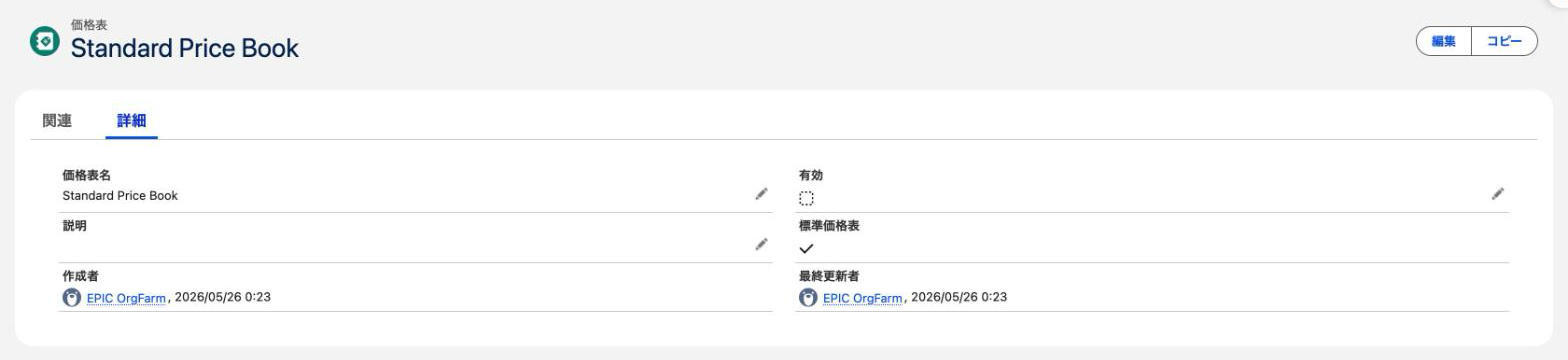 価格表
Standard Price Book
編集
コピー
関連
詳細
価格表名
Standard Price Book
有効
説明
標準価格表
作成者
EPIC OrgFarm, 2026/05/26 0:23
最終更新者
EPIC OrgFarm, 2026/05/26 0:23